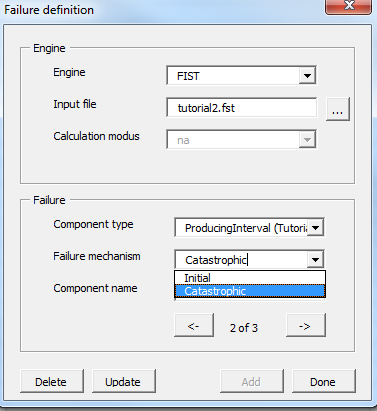 Failure definition
Engine
Engine FIST
Input file tutorial2.fst ...
Calculation modus na
Failure
Component type ProducingInterval (Tutoria
Failure mechanism Catastrophic
Initial
Component name Catastrophic
<- 2 of 3 ->
Delete Update Add Done